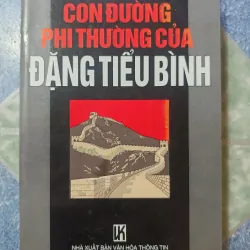 CON ĐƯỜNG
PHI THƯỜNG CỦA
ĐẶNG TIỂU BÌNH
NHÀ XUẤT BẢN VĂN HÓA THÔNG TIN